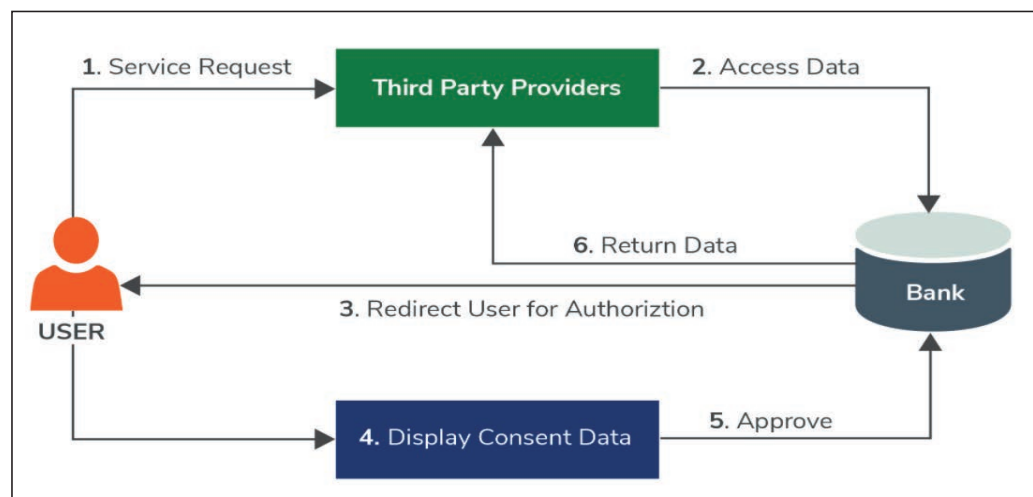 1. Service Request
Third Party Providers
2. Access Data
6. Return Data
Bank
3. Redirect User for Authoriztion
USER
4. Display Consent Data
5. Approve